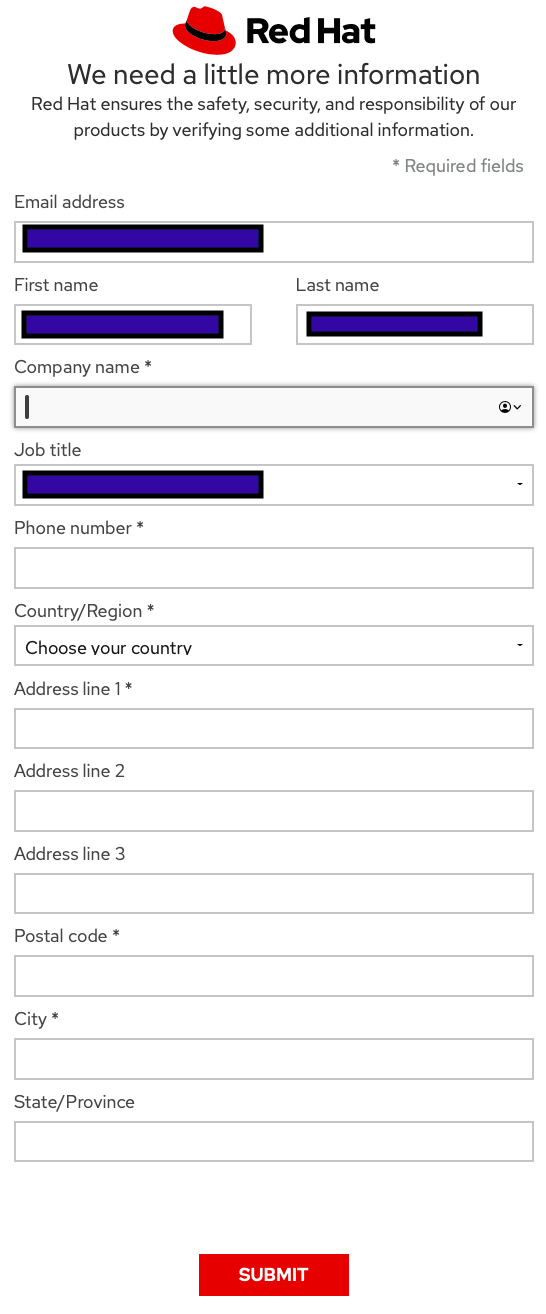 Red Hat
We need a little more information
Red Hat ensures the safety, security, and responsibility of our
products by verifying some additional information.
* Required fields
Email address
First name
Last name
Company name *
Job title
Phone number *
Country/Region *
Choose your country
Address line 1 *
Address line 2
Address line 3
Postal code *
City *
State/Province
SUBMIT